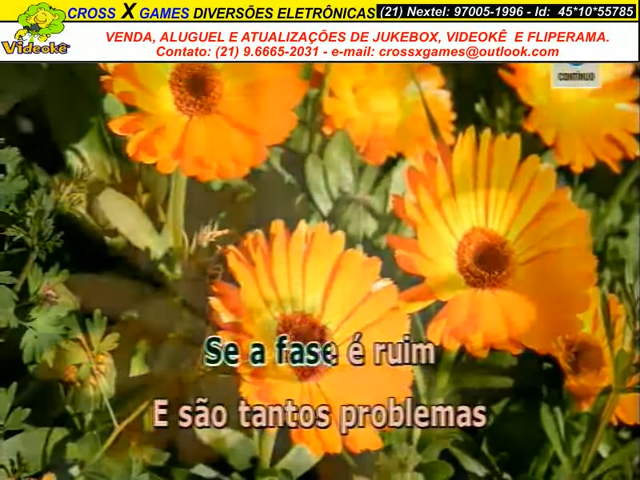 CROSS X GAMES DIVERSÕES ELETRÔNICAS (21) Nextel: 97005-1996 - Id: 45*10*55785
Videokê
VENDA, ALUGUEL E ATUALIZAÇÕES DE JUKEBOX, VIDEOKÊ E FLIPERAMA.
Contato: (21) 9.6665-2031 - e-mail: crossxgames@outlook.com
CONTÍNUO
Se a fase é ruim
E são tantos problemas